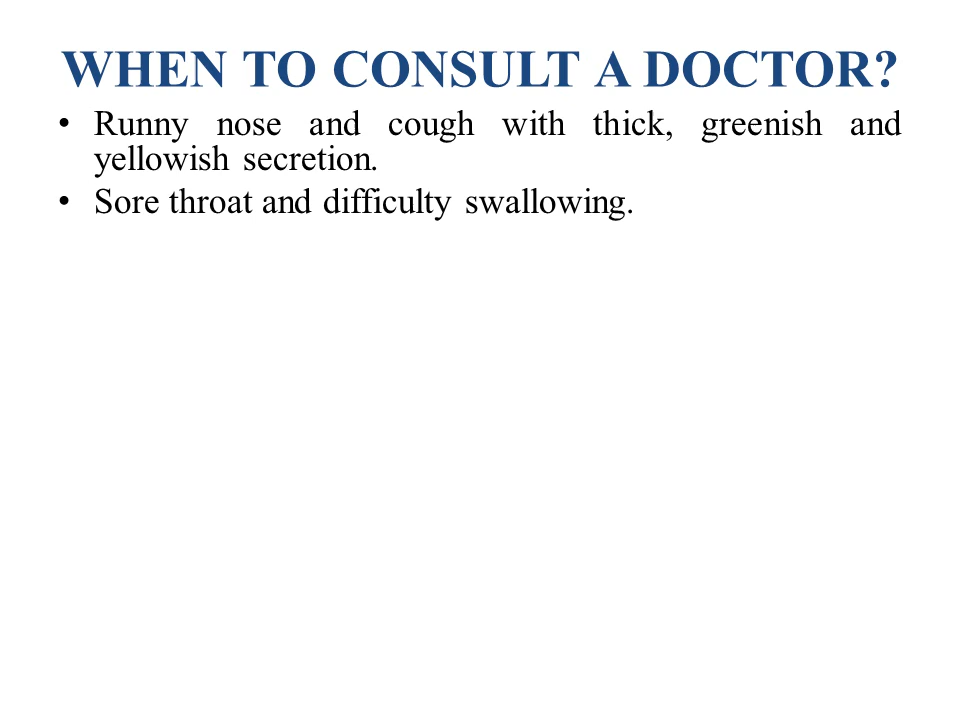 WHEN TO CONSULT A DOCTOR?
• Runny nose and cough with thick, greenish and
yellowish secretion.
• Sore throat and difficulty swallowing.